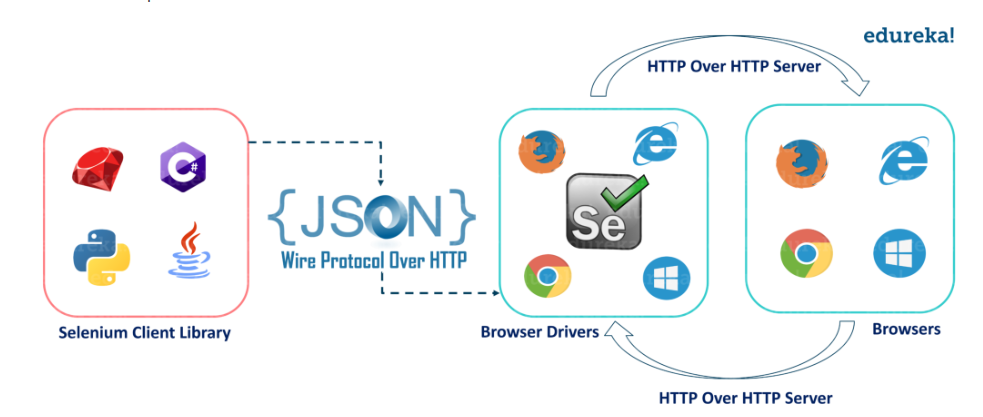 edureka!
HTTP Over HTTP Server
C#
{JSON}
Wire Protocol Over HTTP
Se
Selenium Client Library
Browser Drivers
Browsers
HTTP Over HTTP Server